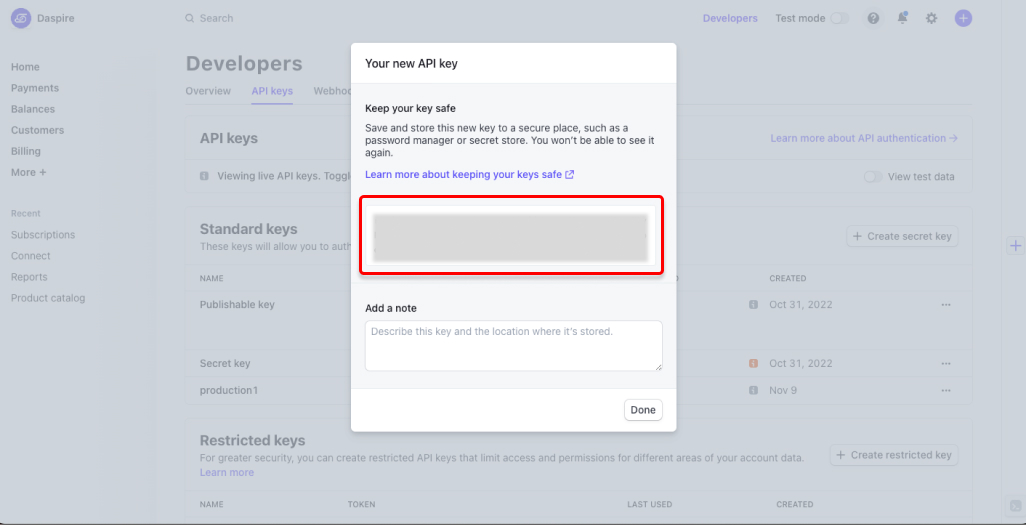 Daspire
Search
Developers
Test mode
Home
Payments
Balances
Customers
Billing
More +
Recent
Subscriptions
Connect
Reports
Product catalog
Developers
Overview
API keys
API keys
Learn more about API authentication →
Viewing live API keys.
View test data
Standard keys
These keys will allow you to
+ Create secret key
NAME
CREATED
Publishable key
Oct 31, 2022
Secret key
Oct 31, 2022
production1
Nov 9
Restricted keys
For greater security, you can create restricted API keys that limit access and permissions for different areas of your account data.
Learn more
+ Create restricted key
NAME
TOKEN
LAST USED
CREATED
Your new API key
Keep your key safe
Save and store this new key to a secure place, such as a
password manager or secret store. You won't be able to see it
again.
Learn more about keeping your keys safe
Add a note
Describe this key and the location where it's stored.
Done